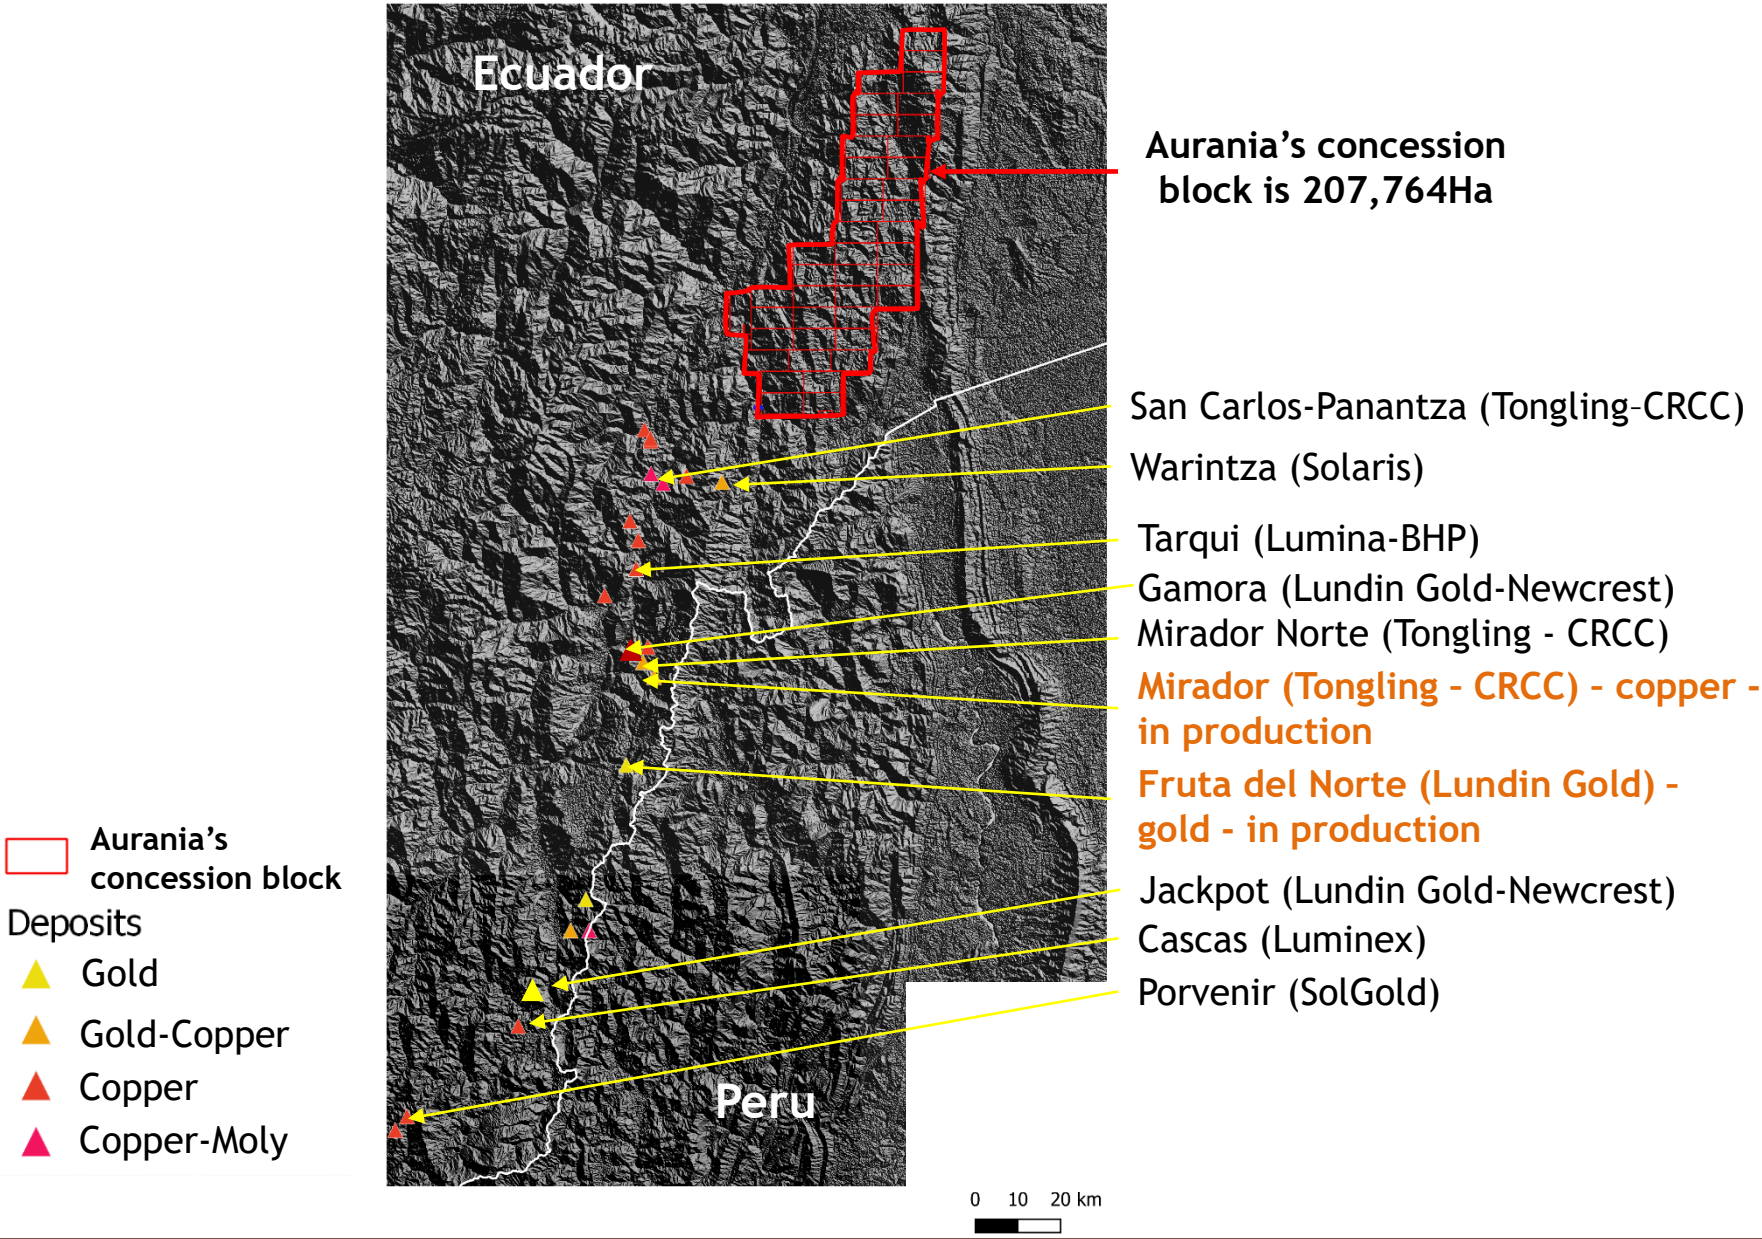 Ecuador
Aurania’s concession
block is 207,764Ha
San Carlos-Panantza (Tongling-CRCC)
Warintza (Solaris)
Tarqui (Lumina-BHP)
Gamora (Lundin Gold-Newcrest)
Mirador Norte (Tongling - CRCC)
Mirador (Tongling - CRCC) - copper -
in production
Fruta del Norte (Lundin Gold) -
gold - in production
Jackpot (Lundin Gold-Newcrest)
Cascas (Luminex)
Porvenir (SolGold)
Peru
Aurania’s
concession block
Deposits
Gold
Gold-Copper
Copper
Copper-Moly
0 10 20 km